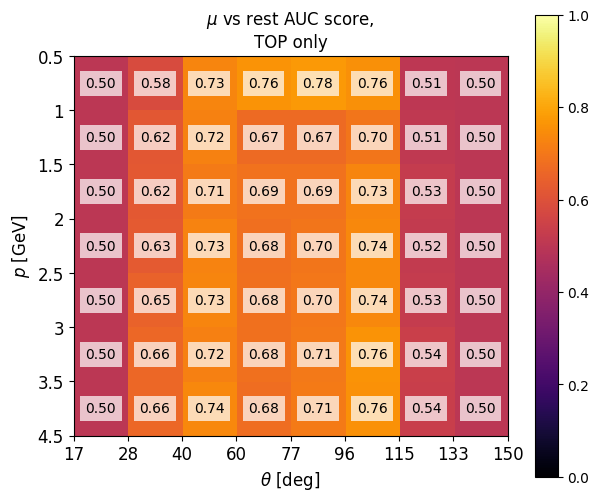 μ vs rest AUC score,
TOP only
0.5
1
1.5
2
2.5
3
3.5
4.5
p [GeV]
0.50 0.58 0.73 0.76 0.78 0.76 0.51 0.50
0.50 0.62 0.72 0.67 0.67 0.70 0.51 0.50
0.50 0.62 0.71 0.69 0.69 0.73 0.53 0.50
0.50 0.63 0.73 0.68 0.70 0.74 0.52 0.50
0.50 0.65 0.73 0.68 0.70 0.74 0.53 0.50
0.50 0.66 0.72 0.68 0.71 0.76 0.54 0.50
0.50 0.66 0.74 0.68 0.71 0.76 0.54 0.50
17 28 40 60 77 96 115 133 150
θ [deg]
1.0
0.8
0.6
0.4
0.2
0.0